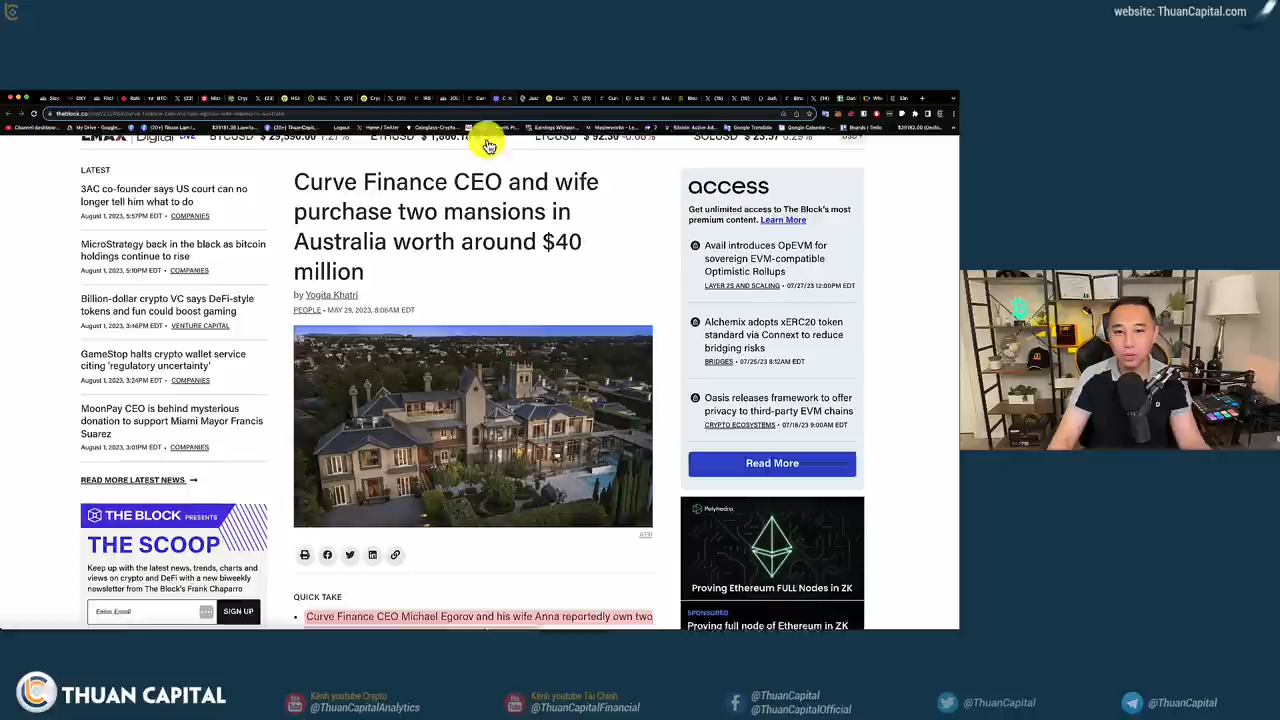 website: ThuanCapital.com
theblock.co
LATEST
3AC co-founder says US court can no
longer tell him what to do
August 1, 2023, 5:57PM EDT • COMPANIES
MicroStrategy back in the black as bitcoin
holdings continue to rise
August 1, 2023, 5:10PM EDT • COMPANIES
Billion-dollar crypto VC says DeFi-style
tokens and fun could boost gaming
August 1, 2023, 3:46PM EDT • VENTURE CAPITAL
GameStop halts crypto wallet service
citing 'regulatory uncertainty'
August 1, 2023, 3:24PM EDT • COMPANIES
MoonPay CEO is behind mysterious
donation to support Miami Mayor Francis
Suarez
August 1, 2023, 3:01PM EDT • COMPANIES
READ MORE LATEST NEWS →
THE BLOCK PRESENTS
THE SCOOP
Keep up with the latest news, trends, charts and
views on crypto and DeFi with a new biweekly
newsletter from The Block's Frank Chaparro
Enter Email
SIGN UP
Curve Finance CEO and wife
purchase two mansions in
Australia worth around $40
million
by Yogita Khatri
PEOPLE • MAY 29, 2023, 8:06AM EDT
AFR
QUICK TAKE
• Curve Finance CEO Michael Egorov and his wife Anna reportedly own two
access
Get unlimited access to The Block's most
premium content. Learn More
Avail introduces OpEVM for
sovereign EVM-compatible
Optimistic Rollups
LAYER 2S AND SCALING • 07/27/23 12:00PM EDT
Alchemix adopts xERC20 token
standard via Connext to reduce
bridging risks
BRIDGES • 07/25/23 8:12AM EDT
Oasis releases framework to offer
privacy to third-party EVM chains
CRYPTO ECOSYSTEMS • 07/18/23 9:00AM EDT
Read More
Polyhedra
Proving Ethereum FULL Nodes in ZK
SPONSORED
Proving full node of Ethereum in ZK
THUAN CAPITAL
Kênh youtube Crypto
@ThuanCapitalAnalytics
Kênh youtube Tài Chính
@ThuanCapitalFinancial
@ThuanCapital
@ThuanCapitalOfficial
@ThuanCapital
@ThuanCapital